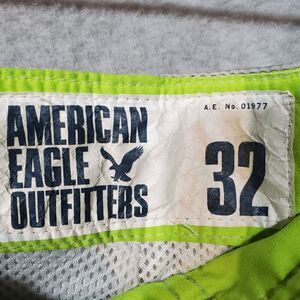 AMERICAN
EAGLE
OUTFITTERS
A.E. No. 01977
32